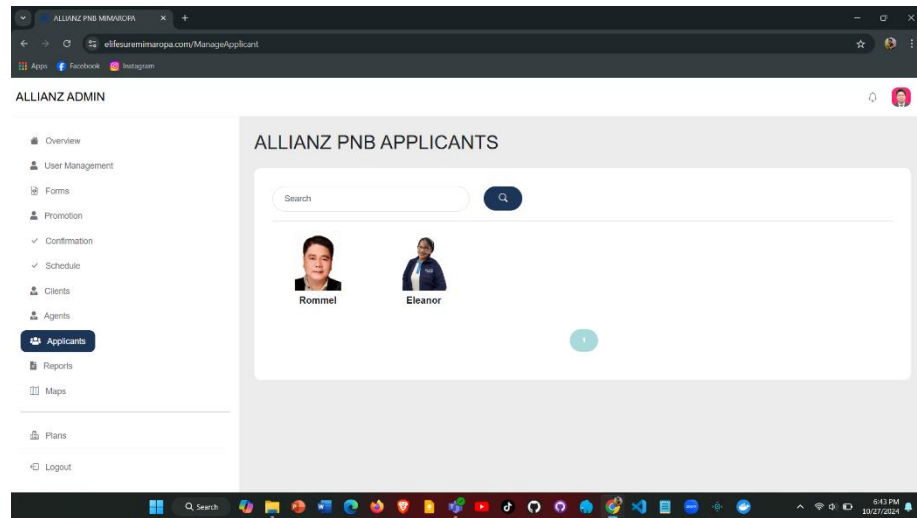 ALLIANZ PNB MIMAROPA
elifesuremimaropa.com/ManageApplicant
Apps Facebook Instagram
ALLIANZ ADMIN
Overview
User Management
Forms
Promotion
Confirmation
Schedule
Clients
Agents
Applicants
Reports
Maps
Plans
Logout
ALLIANZ PNB APPLICANTS
Search
Rommel Eleanor
1
Search
6:43 PM
10/27/2024